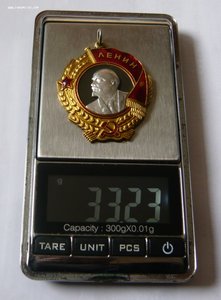 ЛЕНИН
g
33.23
Capacity : 300gX0.01g
TARE UNIT PCS